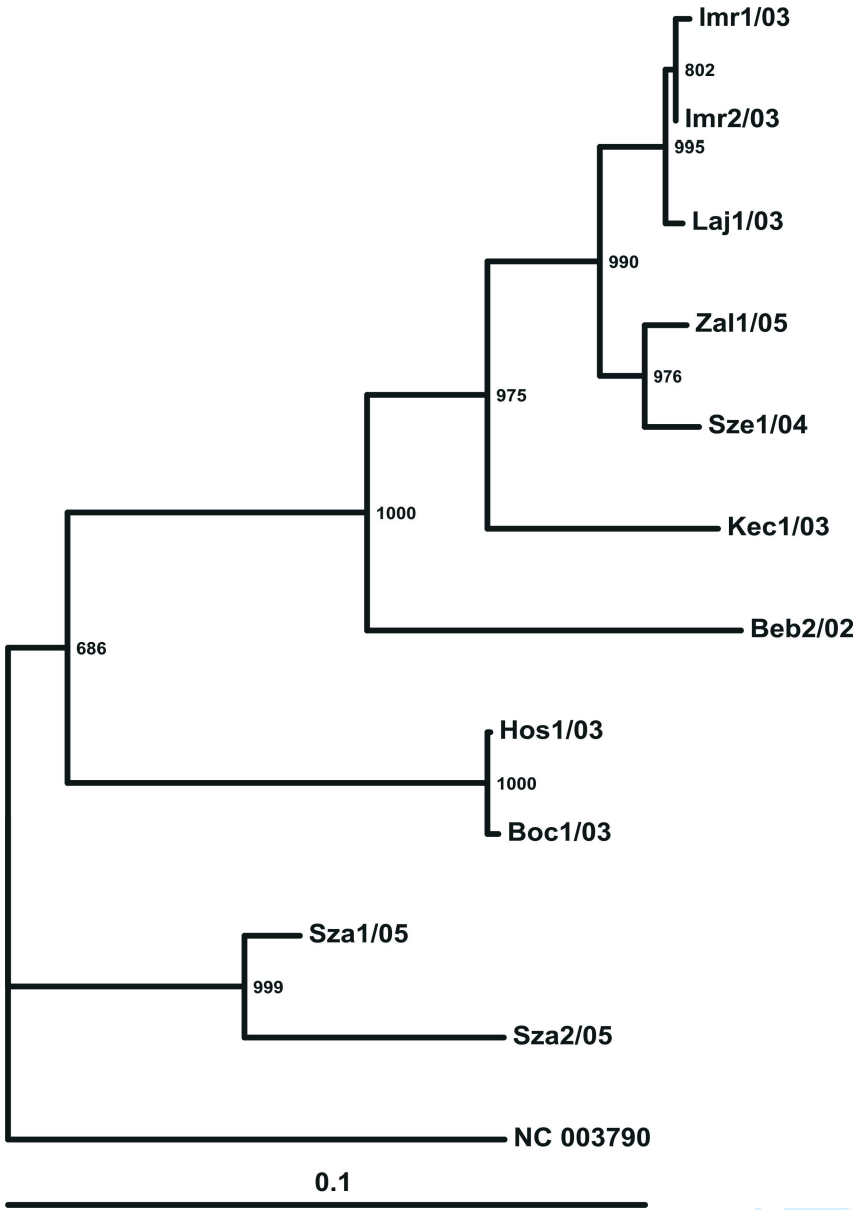 Imr1/03
802
Imr2/03
995
Laj1/03
990
Zal1/05
976
975
Sze1/04
1000
Kec1/03
Beb2/02
686
Hos1/03
1000
Boc1/03
Sza1/05
999
Sza2/05
NC 003790
0.1